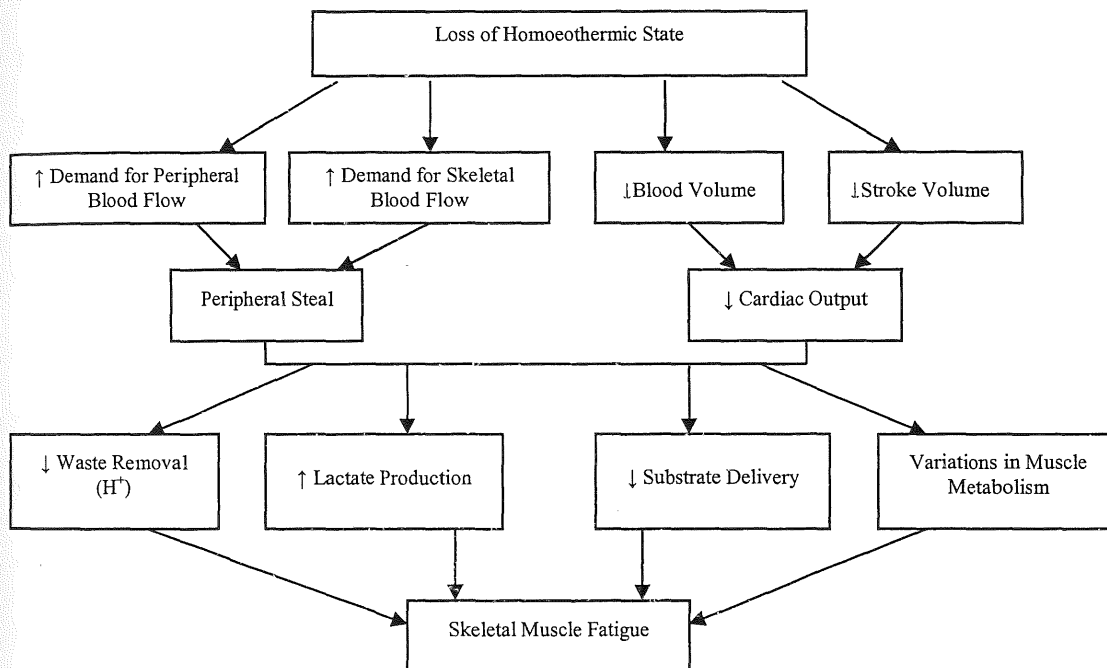 Loss of Homoeothermic State
↑ Demand for Peripheral
Blood Flow
↑ Demand for Skeletal
Blood Flow
↓Blood Volume
↓Stroke Volume
Peripheral Steal
↓ Cardiac Output
↓ Waste Removal
(H⁺)
↑ Lactate Production
↓ Substrate Delivery
Variations in Muscle
Metabolism
Skeletal Muscle Fatigue